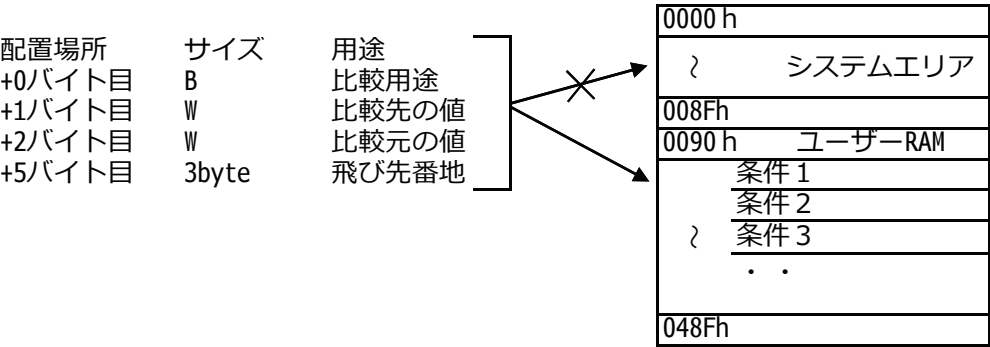 配置場所 サイズ 用途
+0バイト目 B 比較用途
+1バイト目 W 比較先の値
+2バイト目 W 比較元の値
+5バイト目 3byte 飛び先番地
0000h
~ システムエリア
008Fh
0090h ユーザーRAM
条件1
条件2
~ 条件3
・・
048Fh